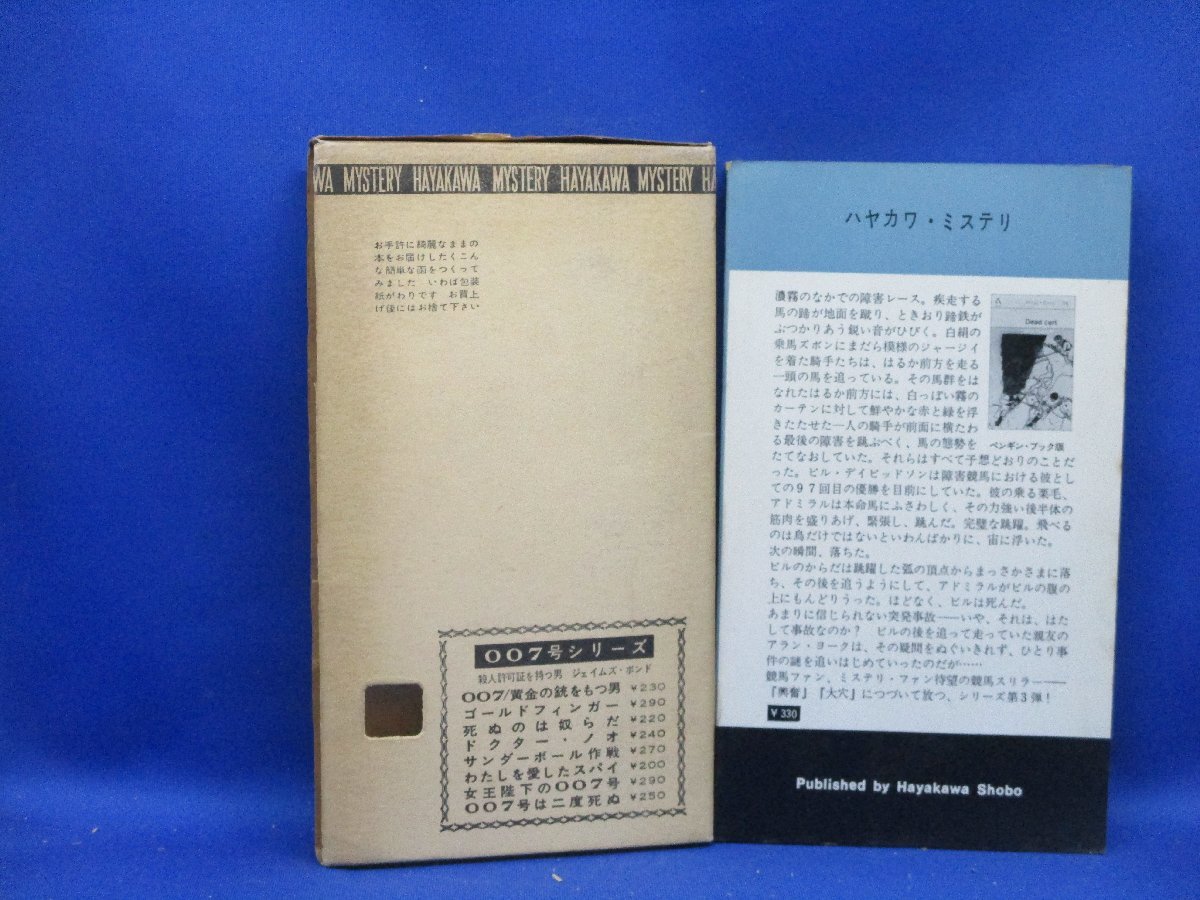 WA MYSTERY HAYAKAWA MYSTERY HAYAKAWA MYSTERY HA
お手許に綺麗なままの
本をお届けしたくこん
な簡単な函をつくって
みました いわば包装
紙がわりです お買上
げ後にはお捨て下さい
007号シリーズ
殺人許可証を持つ男 ジェイムズ・ボンド
007/黄金の銃をもつ男 ¥230
ゴールドフィンガー ¥290
死ぬのは奴らだ ¥220
ドクター・ノオ ¥240
サンダーボール作戦 ¥270
わたしを愛したスパイ ¥200
女王陛下の007号 ¥290
007号は二度死ぬ ¥250
ハヤカワ・ミステリ
濃霧のなかでの障害レース。疾走する
馬の蹄が地面を蹴り、ときおり蹄鉄が
ぶつかりあう鋭い音がひびく。白絹の
乗馬ズボンにまだら模様のジャージイ
を着た騎手たちは、はるか前方を走る
一頭の馬を追っている。その馬群をは
なれたはるか前方には、白っぽい霧の
カーテンに対して鮮やかな赤と緑を浮
きたたせた一人の騎手が前面に横たわ
る最後の障害を跳ぶべく、馬の態勢を
たてなおしていた。それらはすべて予想どおりのことだ
った。ビル・デイビッドソンは障害競馬における彼とし
ての97回目の優勝を目前にしていた。彼の乗る栗毛、
アドミラルは本命馬にふさわしく、その力強い後半体の
筋肉を盛りあげ、緊張し、跳んだ。完璧な跳躍。飛べる
のは鳥だけではないといわんばかりに、宙に浮いた。
次の瞬間、落ちた。
ビルのからだは跳躍した弧の頂点からまっさかさまに落
ち、その後を追うようにして、アドミラルがビルの腹の
上にもんどりうった。ほどなく、ビルは死んだ。
あまりに信じられない突発事故――いや、それは、はた
して事故なのか？ ビルの後を追って走っていた親友の
アラン・ヨークは、その疑問をぬぐいきれず、ひとり事
件の謎を追いはじめていったのだが……
競馬ファン、ミステリ・ファン待望の競馬スリラー――
『興奮』『大穴』につづいて放つ、シリーズ第3弾！
¥330
Dead cert
ペンギン・ブック版
Published by Hayakawa Shobo